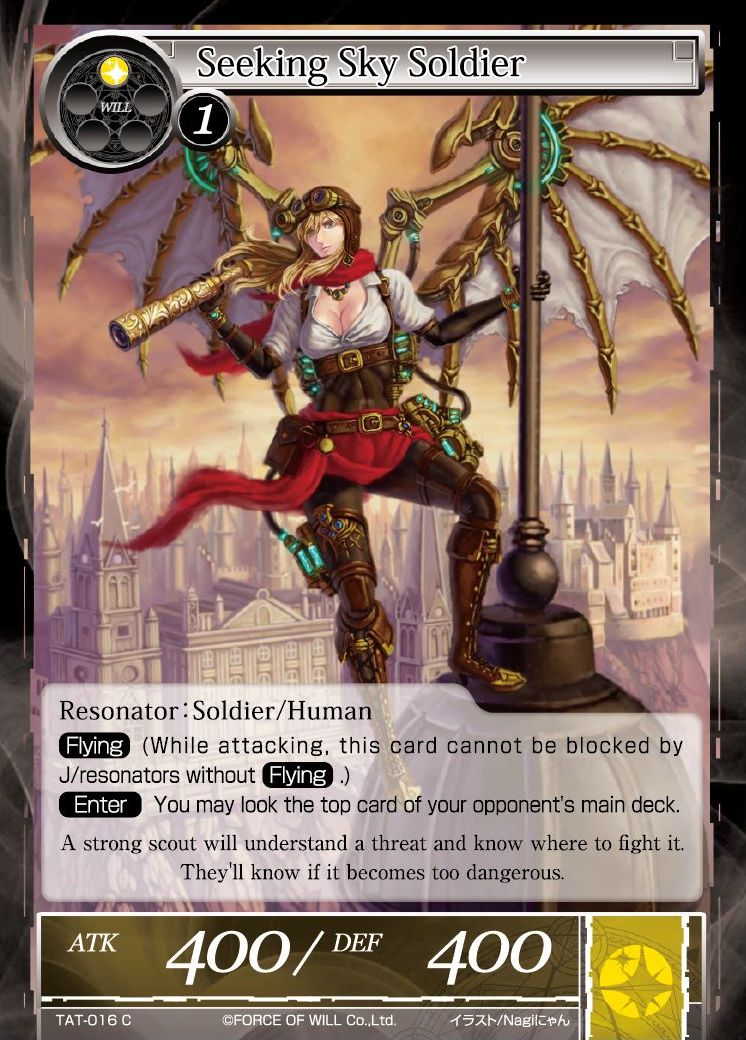 Seeking Sky Soldier
WILL
1
Resonator:Soldier/Human
Flying (While attacking, this card cannot be blocked by
J/resonators without Flying .)
Enter You may look the top card of your opponent's main deck.
A strong scout will understand a threat and know where to fight it.
They'll know if it becomes too dangerous.
ATK 400/ DEF 400
TAT-016 C ©FORCE OF WILL Co.,Ltd. イラスト/Nagiにゃん